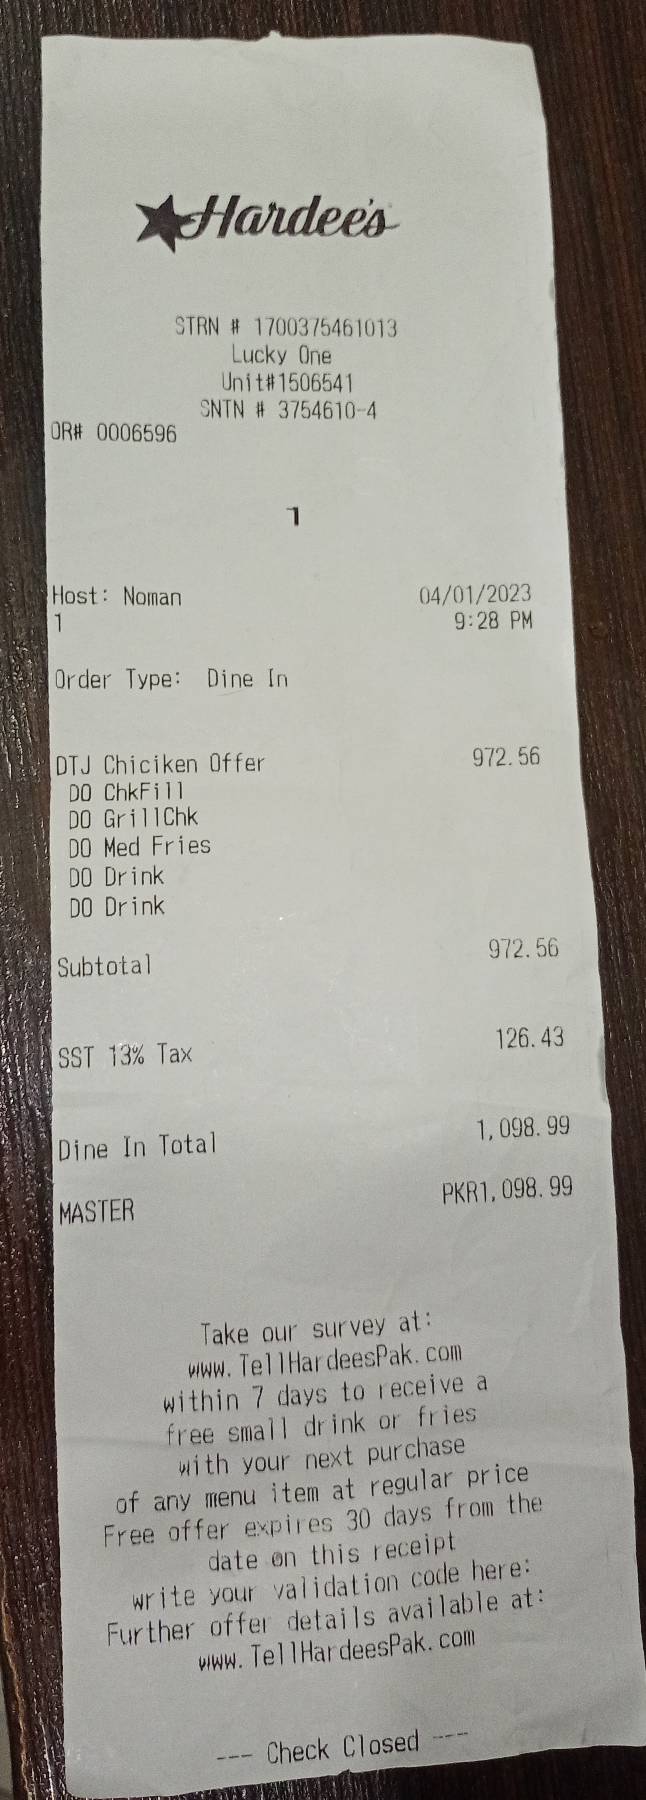 Hardee's
STRN # 1700375461013
Lucky One
Unit#1506541
SNTN # 3754610-4
OR# 0006596
1
Host: Noman 04/01/2023
1 9:28 PM
Order Type: Dine In
DTJ Chiciken Offer 972.56
DO ChkFill
DO GrillChk
DO Med Fries
DO Drink
DO Drink
Subtotal 972.56
SST 13% Tax 126.43
Dine In Total 1,098.99
MASTER PKR1,098.99
Take our survey at:
www.TellHardeesPak.com
within 7 days to receive a
free small drink or fries
with your next purchase
of any menu item at regular price
Free offer expires 30 days from the
date on this receipt
write your validation code here:
Further offer details available at:
www.TellHardeesPak.com
--- Check Closed ---